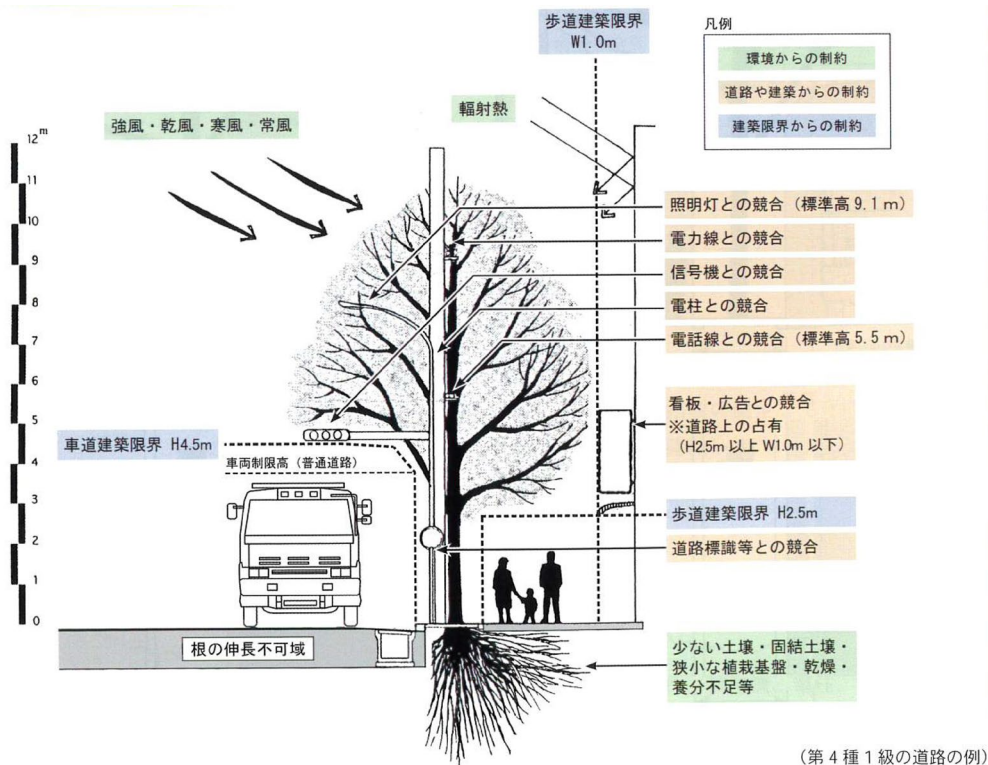 歩道建築限界
W1.0m
凡例
環境からの制約
道路や建築からの制約
建築限界からの制約
強風・乾風・寒風・常風
輻射熱
12 m
11
10
9
8
7
6
5
4
3
2
1
0
照明灯との競合（標準高 9.1 m）
電力線との競合
信号機との競合
電柱との競合
電話線との競合（標準高 5.5 m）
看板・広告との競合
※道路上の占有
（H2.5m 以上 W1.0m 以下）
車道建築限界 H4.5m
車両制限高（普通道路）
歩道建築限界 H2.5m
道路標識等との競合
根の伸長不可域
少ない土壌・固結土壌・
狭小な植栽基盤・乾燥・
養分不足等
（第 4 種 1 級の道路の例）